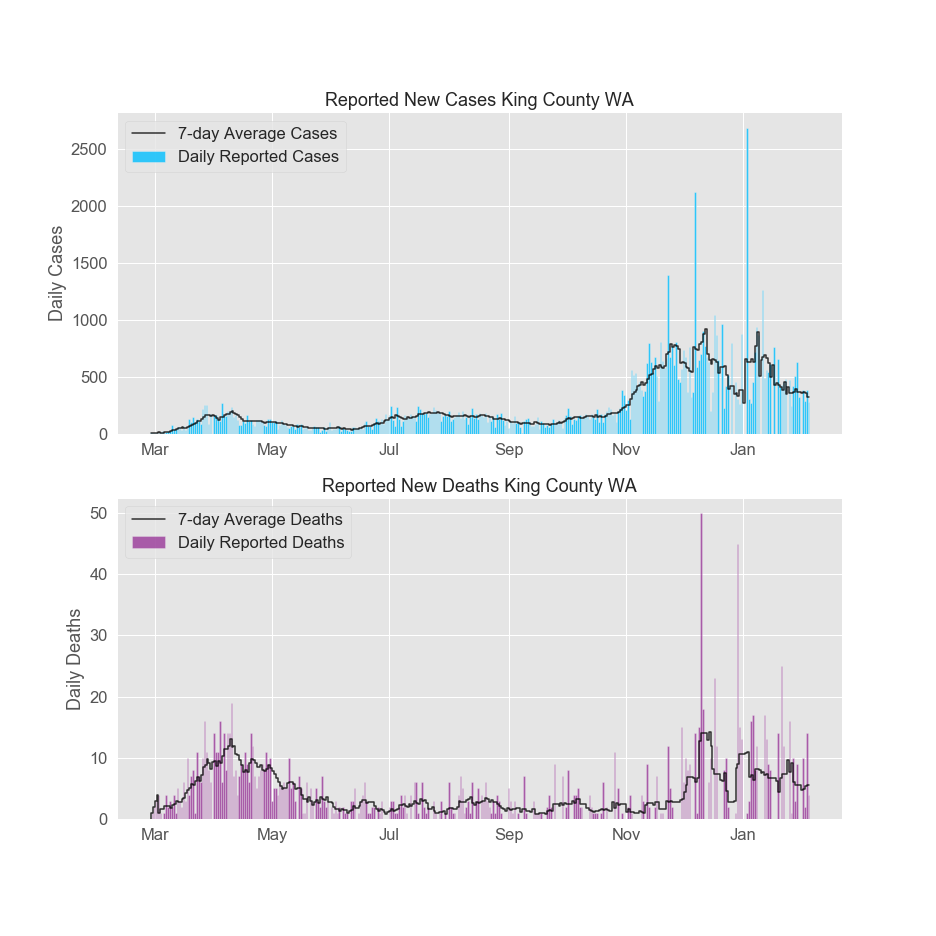 Reported New Cases King County WA
7-day Average Cases
Daily Reported Cases
Daily Cases
2500
2000
1500
1000
500
0
Mar May Jul Sep Nov Jan
Reported New Deaths King County WA
7-day Average Deaths
Daily Reported Deaths
Daily Deaths
50
40
30
20
10
0
Mar May Jul Sep Nov Jan